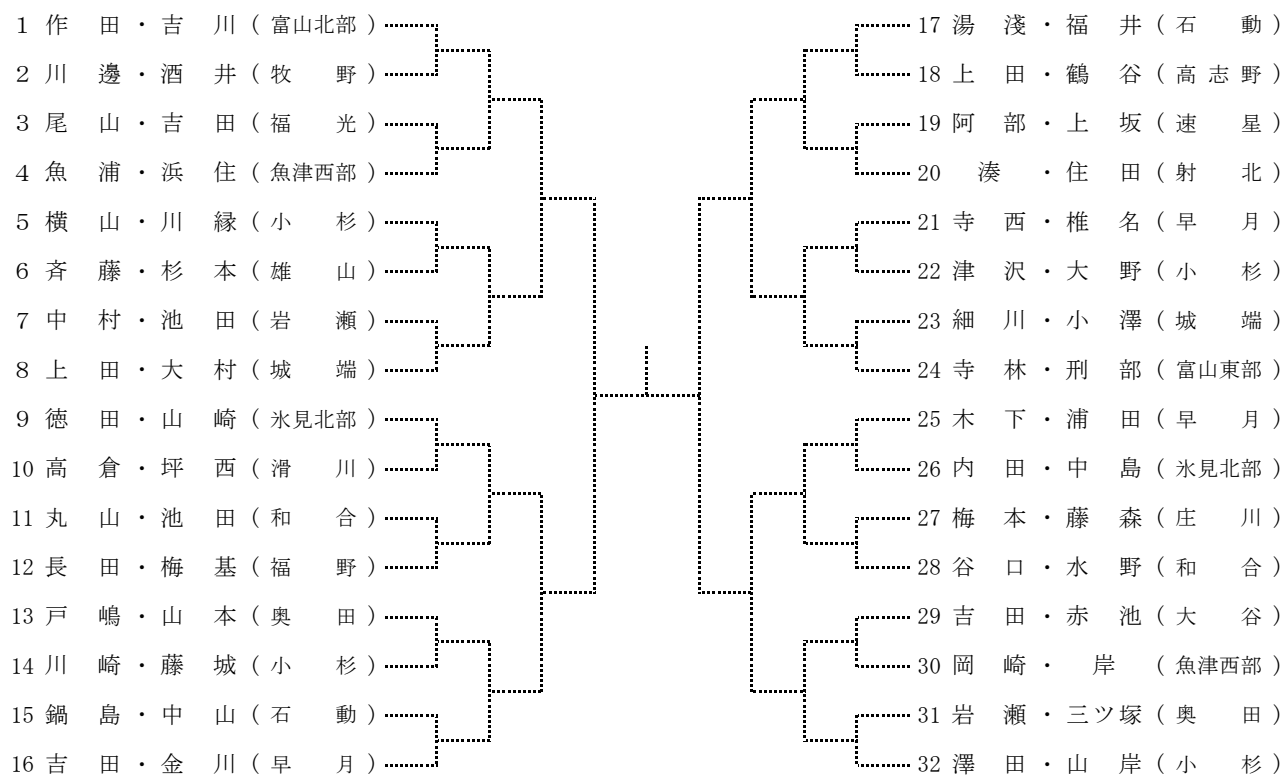 1 作田・吉川（富山北部）
2 川邊・酒井（牧野）
3 尾山・吉田（福光）
4 魚浦・浜住（魚津西部）
5 横山・川縁（小杉）
6 斉藤・杉本（雄山）
7 中村・池田（岩瀬）
8 上田・大村（城端）
9 徳田・山崎（氷見北部）
10 高倉・坪西（滑川）
11 丸山・池田（和合）
12 長田・梅基（福野）
13 戸嶋・山本（奥田）
14 川崎・藤城（小杉）
15 鍋島・中山（石動）
16 吉田・金川（早月）
17 湯淺・福井（石動）
18 上田・鶴谷（高志野）
19 阿部・上坂（速星）
20 湊・住田（射北）
21 寺西・椎名（早月）
22 津沢・大野（小杉）
23 細川・小澤（城端）
24 寺林・刑部（富山東部）
25 木下・浦田（早月）
26 内田・中島（氷見北部）
27 梅本・藤森（庄川）
28 谷口・水野（和合）
29 吉田・赤池（大谷）
30 岡崎・岸（魚津西部）
31 岩瀬・三ツ塚（奥田）
32 澤田・山岸（小杉）